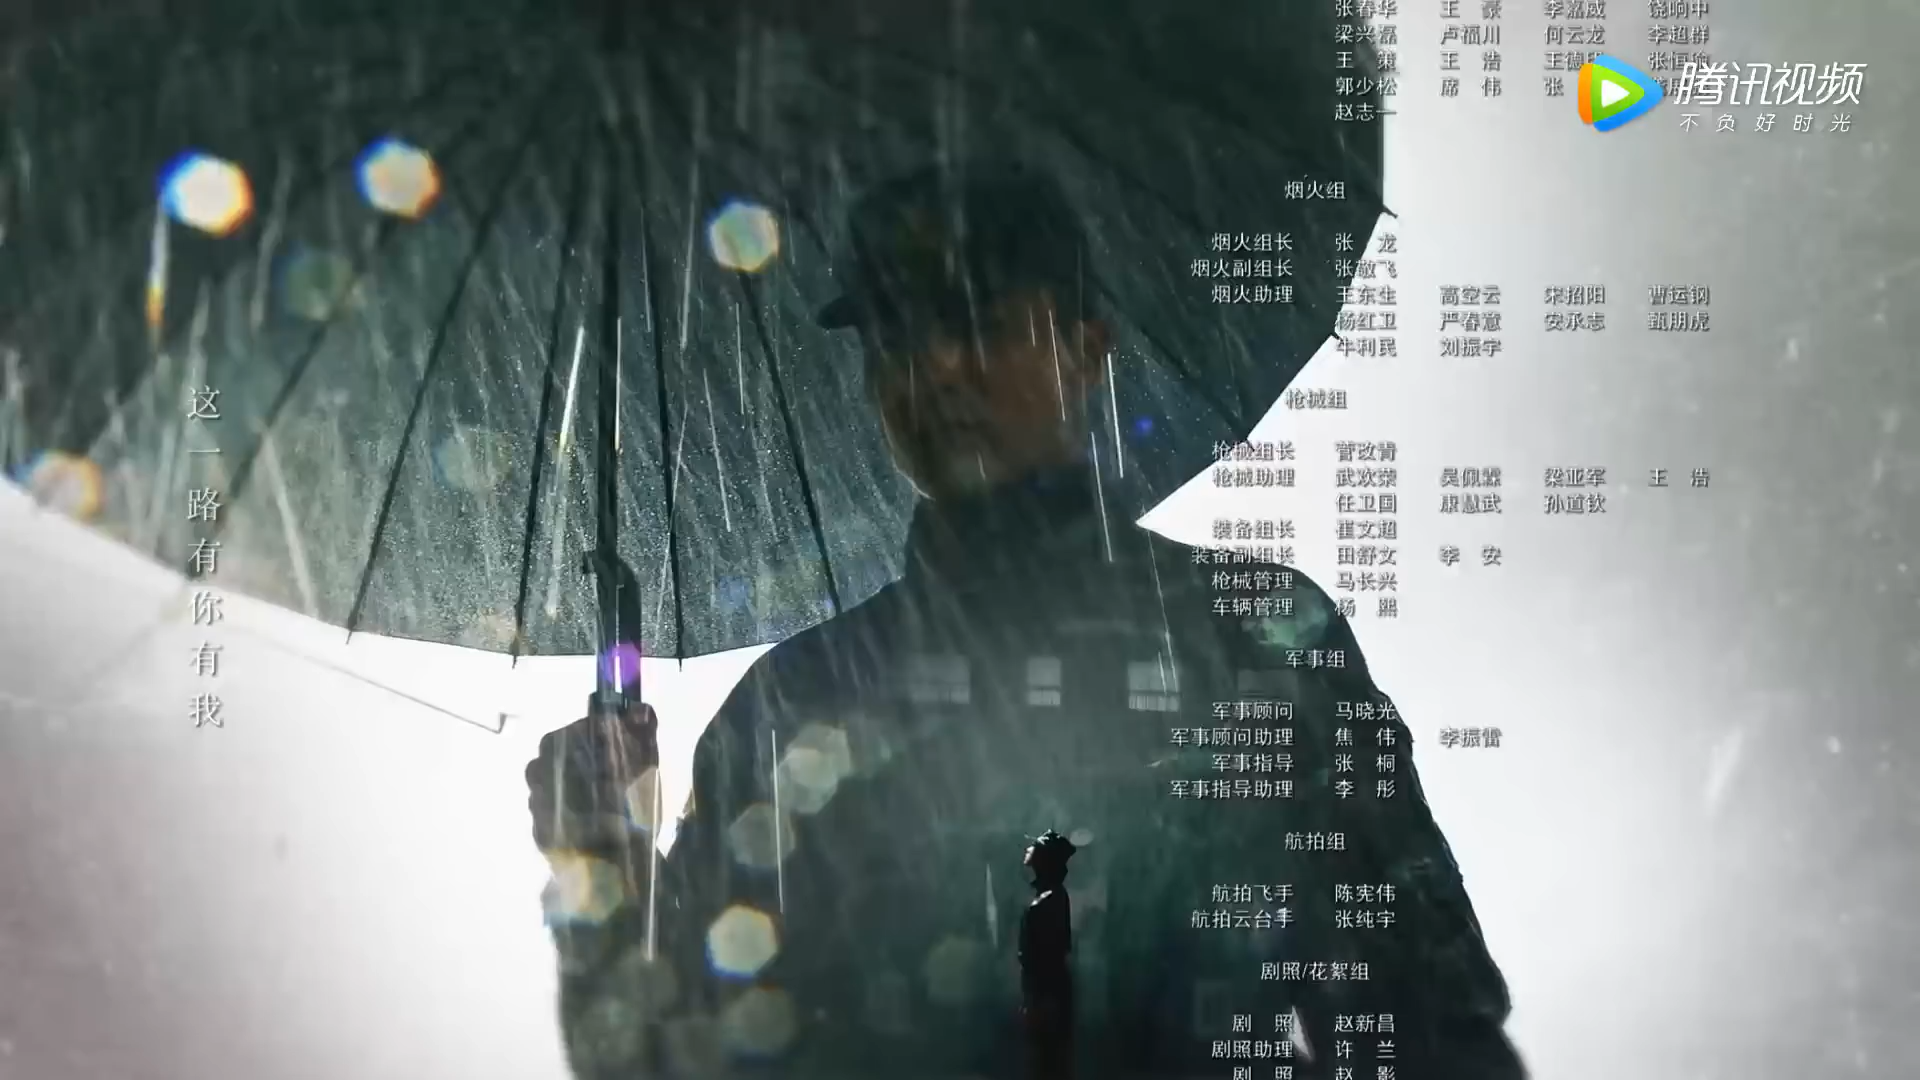 张春华 王 豪 李嘉威 饶晌中
梁兴磊 卢福川 何云龙 李超群
王 策 王 浩
郭少松 席 伟 张
赵志一
腾讯视频
不负好时光
烟火组
烟火组长 张 龙
烟火副组长 张敬飞
烟火助理 王东生 高空云 宋招阳 曹运钢
杨红卫 严春意 安承志 甄朋虎
牛利民 刘振宇
枪械组
枪械组长 菅改青
枪械助理 武欢荣 吴佩霖 梁亚军 王 浩
任卫国 康慧武 孙道钦
装备组长 崔文超
装备副组长 田舒文 李 安
枪械管理 马长兴
车辆管理 杨 熙
军事组
军事顾问 马晓光
军事顾问助理 焦 伟 李振雷
军事指导 张 桐
军事指导助理 李 彤
航拍组
航拍飞手 陈宪伟
航拍云台手 张纯宇
剧照/花絮组
剧 照 赵新昌
剧照助理 许 兰
剧 照 赵 影
这一路有你有我